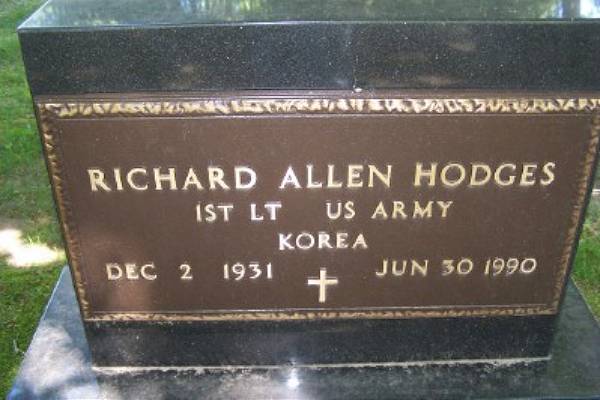 RICHARD ALLEN HODGES
1ST LT US ARMY
KOREA
DEC 2 1931 JUN 30 1990